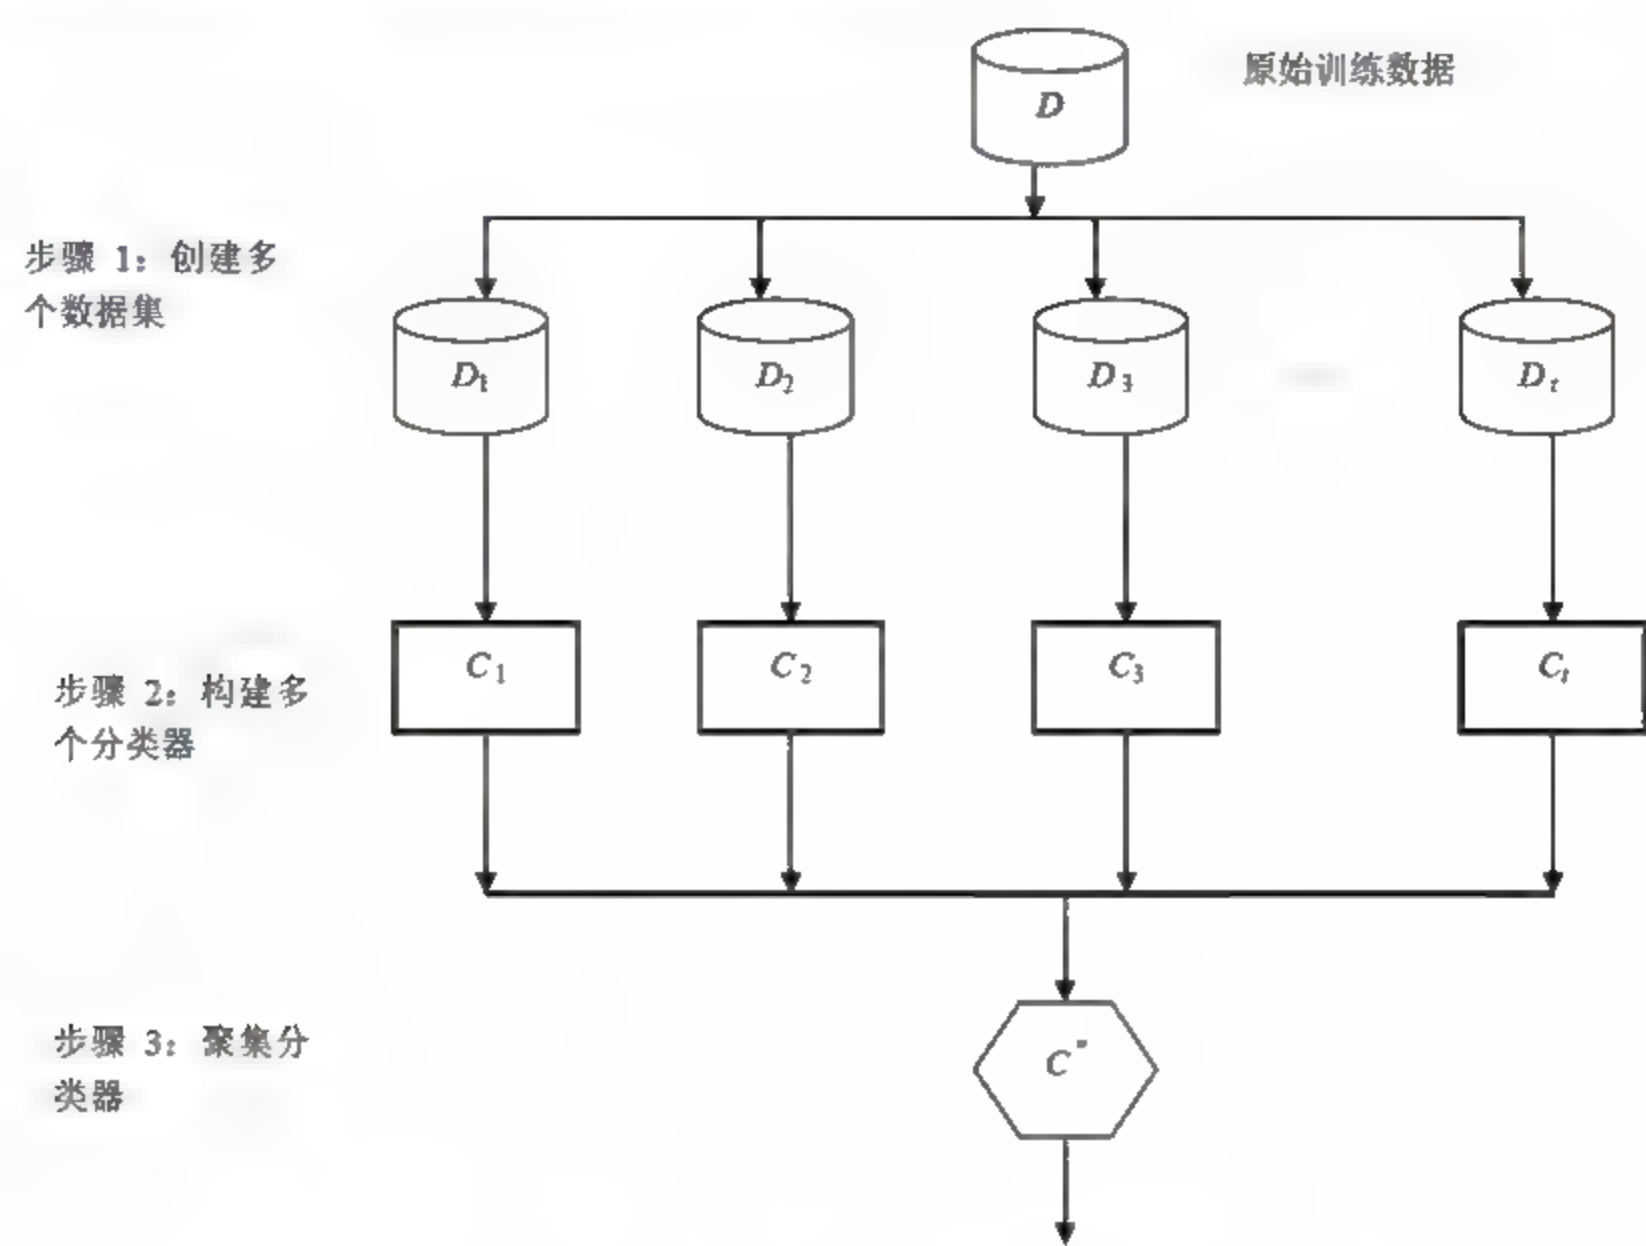 D
原始训练数据
步骤 1：创建多
个数据集
D₁
D₂
D₃
Dₜ
步骤 2：构建多
个分类器
C₁
C₂
C₃
Cₜ
步骤 3：聚集分
类器
C*